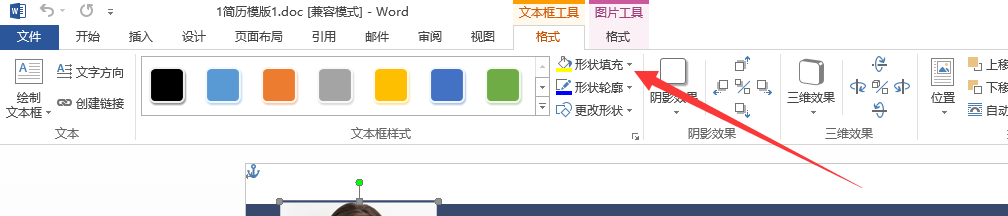 1简历模版1.doc [兼容模式] - Word
文本框工具 图片工具
文件 开始 插入 设计 页面布局 引用 邮件 审阅 视图 格式 格式
绘制
文本框
文字方向
创建链接
文本
文本框样式
形状填充
形状轮廓
更改形状
阴影效果
阴影效果
三维效果
三维效果
位置
上移
下移
自动